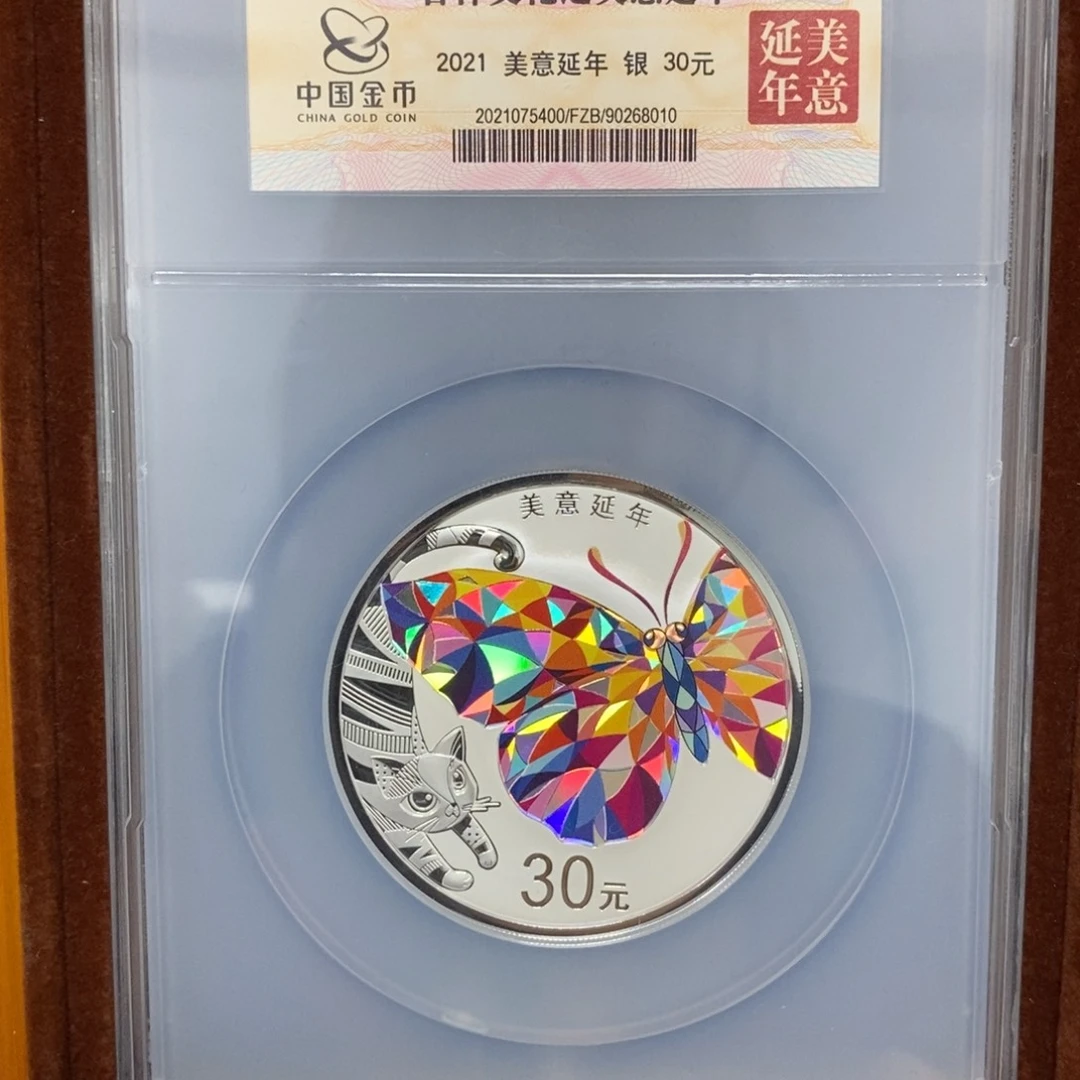 中国金币
CHINA GOLD COIN
2021 美意延年 银 30元
2021075400/FZB/90268010
美意
延年
美意延年
30元